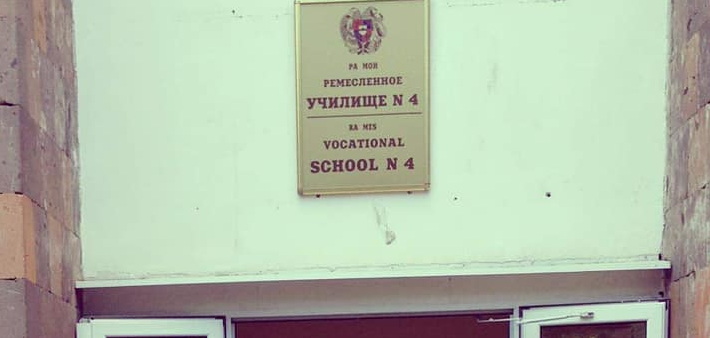 РА МОН
РЕМЕСЛЕННОЕ
УЧИЛИЩЕ N 4
RA MES
VOCATIONAL
SCHOOL N 4